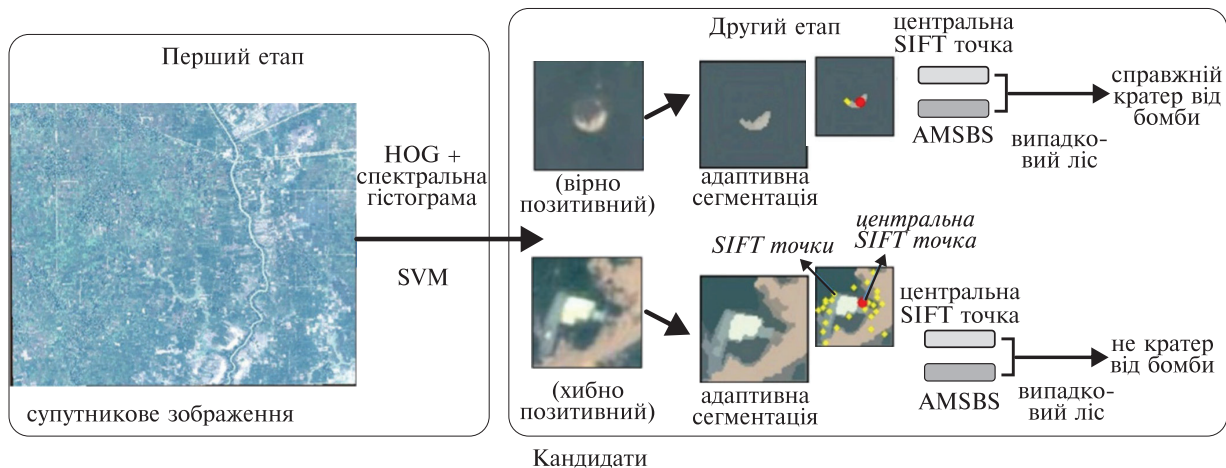 Перший етап
HOG +
спектральна
гістограма
SVM
супутникове зображення
Другий етап
(вірно
позитивний)
адаптивна
сегментація
центральна
SIFT точка
AMSBS
випадко-
вий ліс
справжній
кратер від
бомби
(хибно
позитивний)
адаптивна
сегментація
SIFT точки
центральна
SIFT точка
центральна
SIFT точка
AMSBS
випадко-
вий ліс
не кратер
від бомби
Кандидати